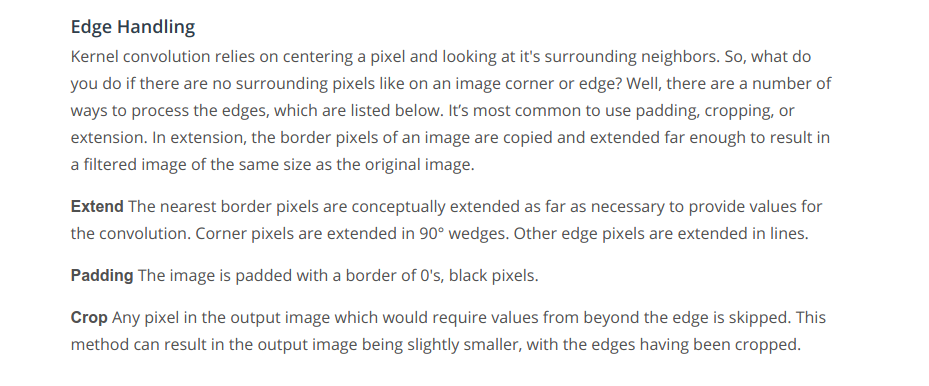 Edge Handling
Kernel convolution relies on centering a pixel and looking at it's surrounding neighbors. So, what do
you do if there are no surrounding pixels like on an image corner or edge? Well, there are a number of
ways to process the edges, which are listed below. It’s most common to use padding, cropping, or
extension. In extension, the border pixels of an image are copied and extended far enough to result in
a filtered image of the same size as the original image.
Extend The nearest border pixels are conceptually extended as far as necessary to provide values for
the convolution. Corner pixels are extended in 90° wedges. Other edge pixels are extended in lines.
Padding The image is padded with a border of 0's, black pixels.
Crop Any pixel in the output image which would require values from beyond the edge is skipped. This
method can result in the output image being slightly smaller, with the edges having been cropped.